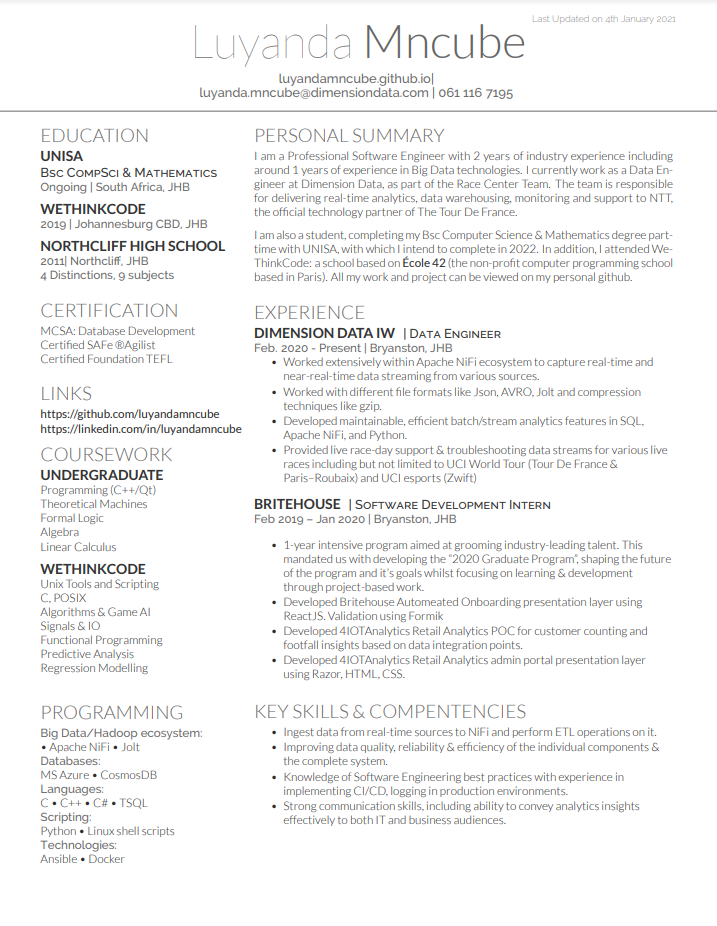 Last Updated on 4th January 2021
Luyanda Mncube
luyandamncube.github.io|
luyanda.mncube@dimensiondata.com | 061 116 7195
EDUCATION
UNISA
BSC COMPSCI & MATHEMATICS
Ongoing | South Africa, JHB
WETHINKCODE
2019 | Johannesburg CBD, JHB
NORTHCLIFF HIGH SCHOOL
2011| Northcliff, JHB
4 Distinctions, 9 subjects
CERTIFICATION
MCSA: Database Development
Certified SAFe ®Agilist
Certified Foundation TEFL
LINKS
https://github.com/luyandamncube
https://linkedin.com/in/luyandamncube
COURSEWORK
UNDERGRADUATE
Programming (C++/Qt)
Theoretical Machines
Formal Logic
Algebra
Linear Calculus
WETHINKCODE
Unix Tools and Scripting
C, POSIX
Algorithms & Game AI
Signals & IO
Functional Programming
Predictive Analysis
Regression Modelling
PROGRAMMING
Big Data/Hadoop ecosystem:
• Apache NiFi • Jolt
Databases:
MS Azure • CosmosDB
Languages:
C • C++ • C# • TSQL
Scripting:
Python • Linux shell scripts
Technologies:
Ansible • Docker
PERSONAL SUMMARY
I am a Professional Software Engineer with 2 years of industry experience including
around 1 years of experience in Big Data technologies. I currently work as a Data En-
gineer at Dimension Data, as part of the Race Center Team. The team is responsible
for delivering real-time analytics, data warehousing, monitoring and support to NTT,
the official technology partner of The Tour De France.
I am also a student, completing my Bsc Computer Science & Mathematics degree part-
time with UNISA, with which I intend to complete in 2022. In addition, I attended We-
ThinkCode: a school based on École 42 (the non-profit computer programming school
based in Paris). All my work and project can be viewed on my personal github.
EXPERIENCE
DIMENSION DATA IW | DATA ENGINEER
Feb. 2020 - Present | Bryanston, JHB
• Worked extensively within Apache NiFi ecosystem to capture real-time and
near-real-time data streaming from various sources.
• Worked with different file formats like Json, AVRO, Jolt and compression
techniques like gzip.
• Developed maintainable, efficient batch/stream analytics features in SQL,
Apache NiFi, and Python.
• Provided live race-day support & troubleshooting data streams for various live
races including but not limited to UCI World Tour (Tour De France &
Paris–Roubaix) and UCI esports (Zwift)
BRITEHOUSE | SOFTWARE DEVELOPMENT INTERN
Feb 2019 – Jan 2020 | Bryanston, JHB
• 1-year intensive program aimed at grooming industry-leading talent. This
mandated us with developing the "2020 Graduate Program", shaping the future
of the program and it's goals whilst focusing on learning & development
through project-based work.
• Developed Britehouse Automeated Onboarding presentation layer using
ReactJS. Validation using Formik
• Developed 4IOTAnalytics Retail Analytics POC for customer counting and
footfall insights based on data integration points.
• Developed 4IOTAnalytics Retail Analytics admin portal presentation layer
using Razor, HTML, CSS.
KEY SKILLS & COMPENTENCIES
• Ingest data from real-time sources to NiFi and perform ETL operations on it.
• Improving data quality, reliability & efficiency of the individual components &
the complete system.
• Knowledge of Software Engineering best practices with experience in
implementing CI/CD, logging in production environments.
• Strong communication skills, including ability to convey analytics insights
effectively to both IT and business audiences.